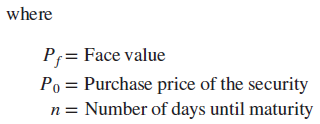 where
P_f = Face value
P_0 = Purchase price of the security
n = Number of days until maturity